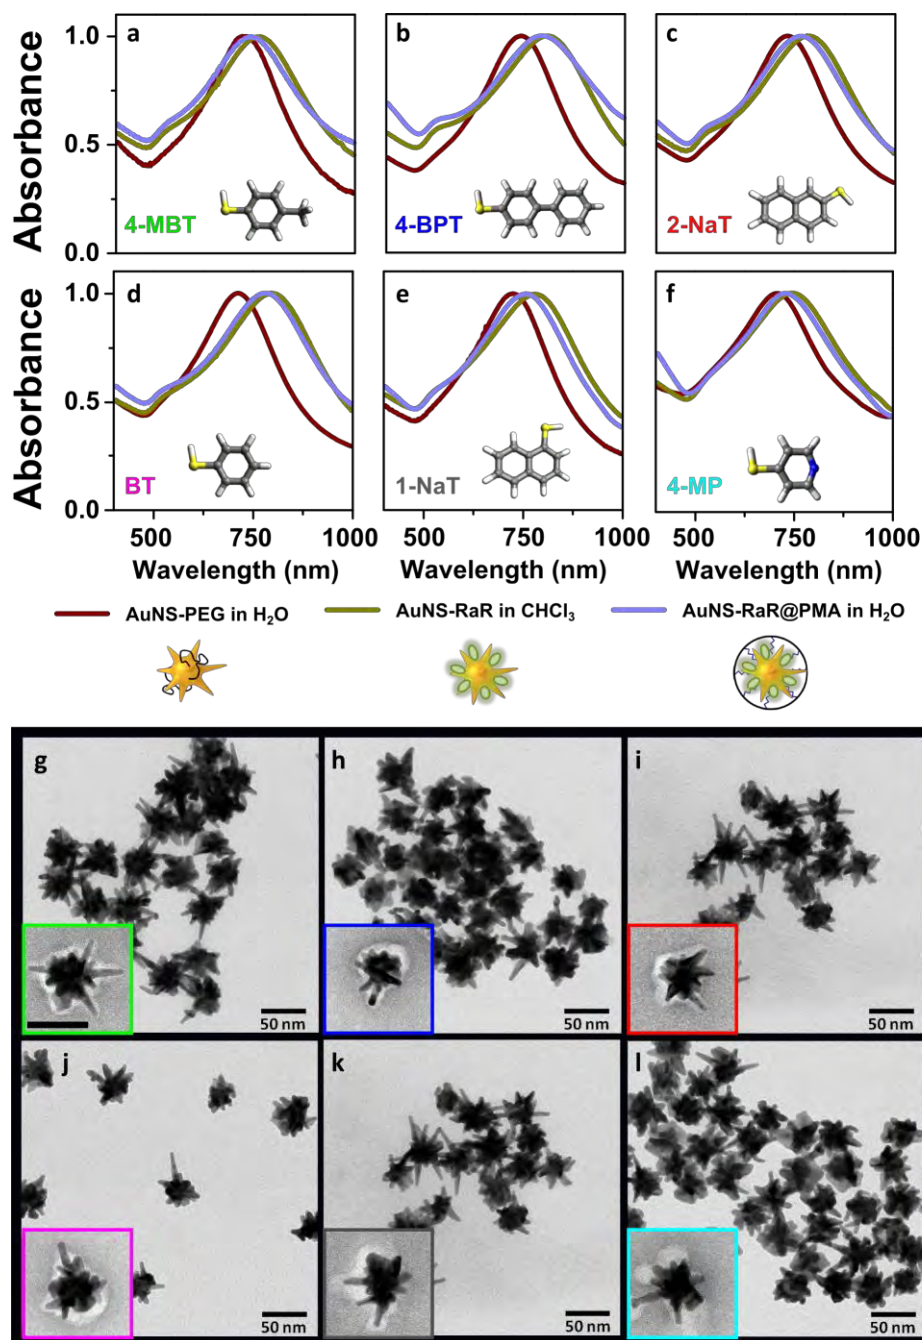 Absorbance
1.0
0.5
0.0
a
4-MBT
b
4-BPT
c
2-NaT
Absorbance
1.0
0.5
0.0
d
BT
e
1-NaT
f
4-MP
500 750 1000
500 750 1000
500 750 1000
Wavelength (nm)
Wavelength (nm)
Wavelength (nm)
AuNS-PEG in H₂O
AuNS-RaR in CHCl₃
AuNS-RaR@PMA in H₂O
g
50 nm
h
50 nm
i
50 nm
j
50 nm
k
50 nm
l
50 nm